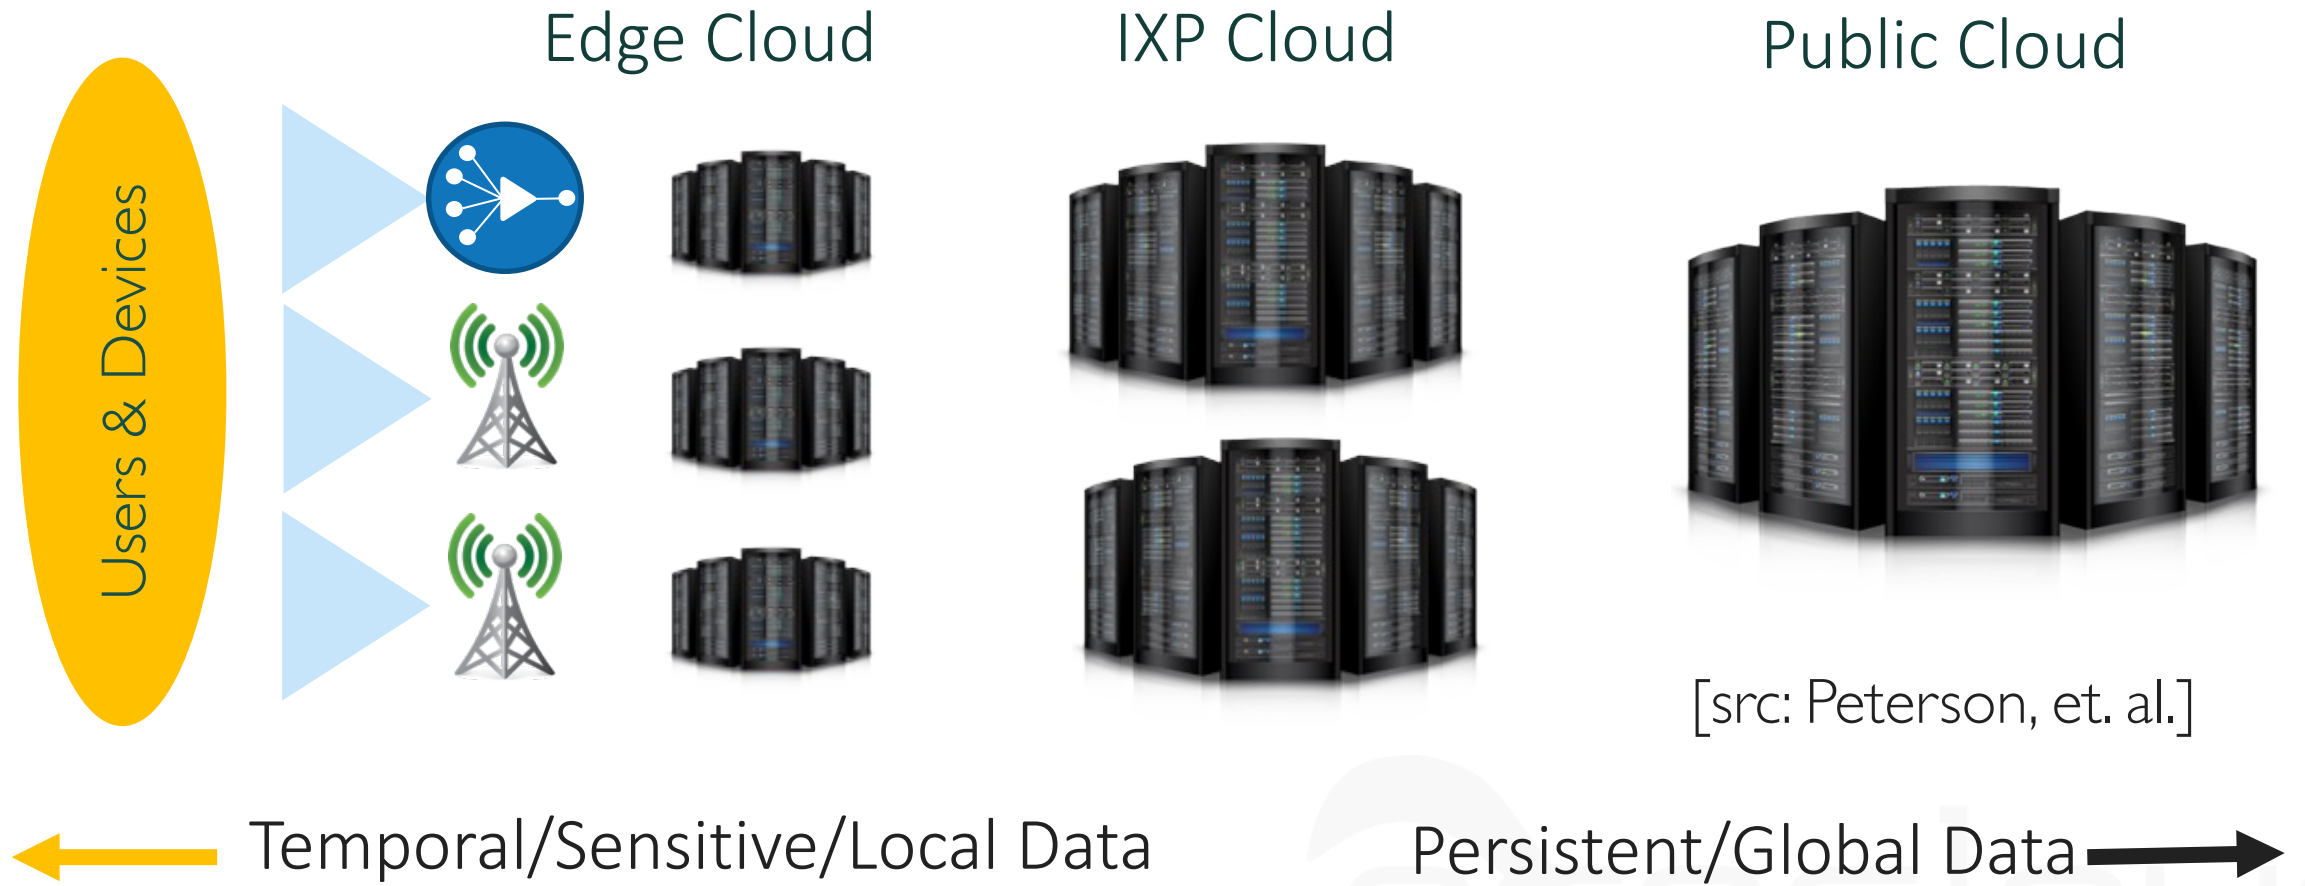 Edge Cloud
IXP Cloud
Public Cloud
Users & Devices
[src: Peterson, et. al.]
Temporal/Sensitive/Local Data
Persistent/Global Data